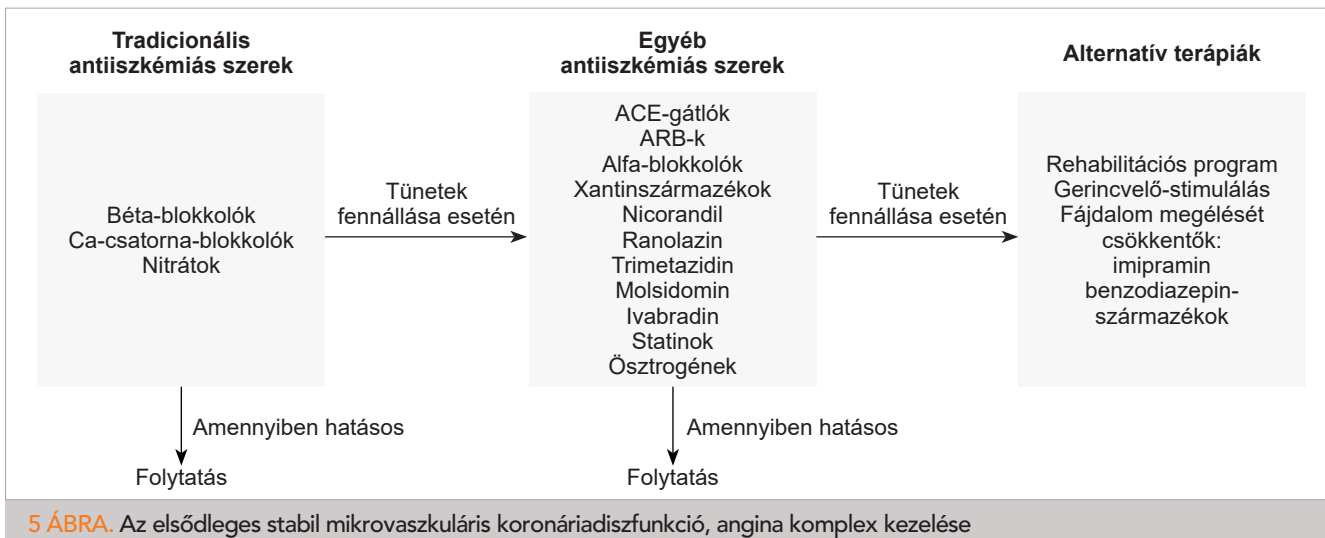 Tradicionális
antiiszkémiás szerek
Béta-blokkolók
Ca-csatorna-blokkolók
Nitrátok
Amennyiben hatásos
Folytatás
Tünetek
fennállása esetén
Egyéb
antiiszkémiás szerek
ACE-gátlók
ARB-k
Alfa-blokkolók
Xantinszármazékok
Nicorandil
Ranolazin
Trimetazidin
Molsidomin
Ivabradin
Statinok
Ösztrogének
Amennyiben hatásos
Folytatás
Tünetek
fennállása esetén
Alternatív terápiák
Rehabilitációs program
Gerincvelő-stimulálás
Fájdalom megélését
csökkentők:
imipramin
benzodiazepin-
származékok
5 ÁBRA. Az elsődleges stabil mikrovaszkuláris koronáriadiszfunkció, angina komplex kezelése